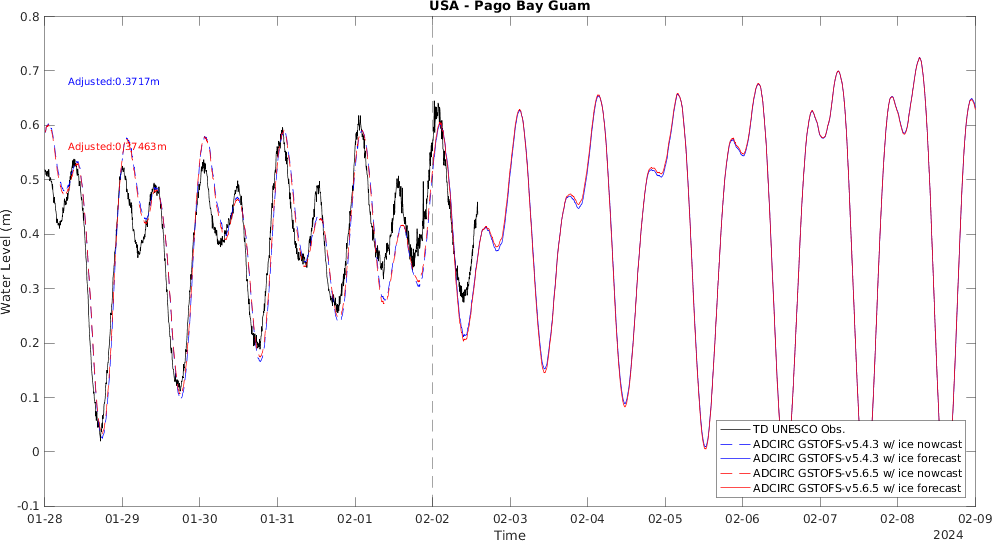 USA - Pago Bay Guam
0.8
0.7
0.6
0.5
0.4
0.3
0.2
0.1
0
-0.1
Water Level (m)
Adjusted:0.3717m
Adjusted:0.37463m
TD UNESCO Obs.
ADCIRC GSTOFS-v5.4.3 w/ ice nowcast
ADCIRC GSTOFS-v5.4.3 w/ ice forecast
ADCIRC GSTOFS-v5.6.5 w/ ice nowcast
ADCIRC GSTOFS-v5.6.5 w/ ice forecast
01-28 01-29 01-30 01-31 02-01 02-02 02-03 02-04 02-05 02-06 02-07 02-08 02-09
Time
2024